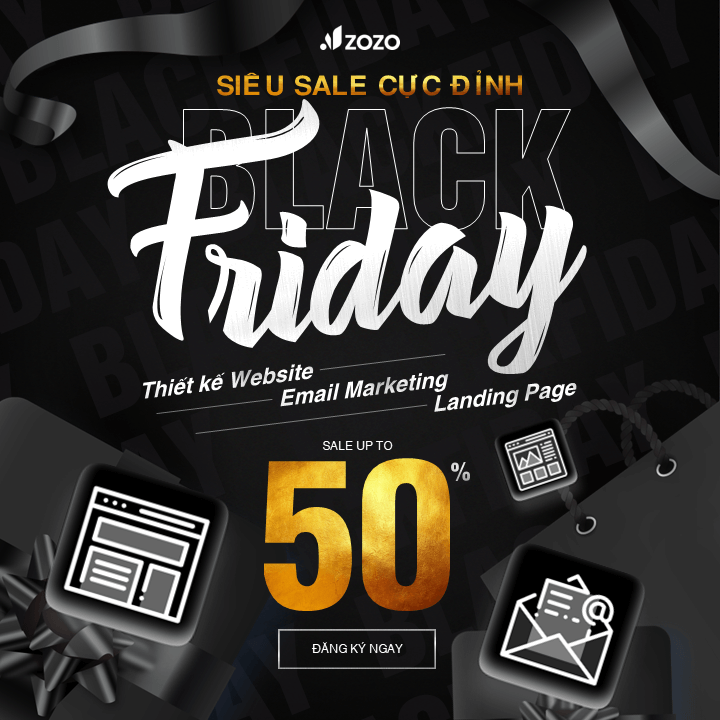 ZOZO
SIÊU SALE CỰC ĐỈNH
BLACK
Friday
Thiết kế Website
Email Marketing
Landing Page
SALE UP TO
50%
ĐĂNG KÝ NGAY